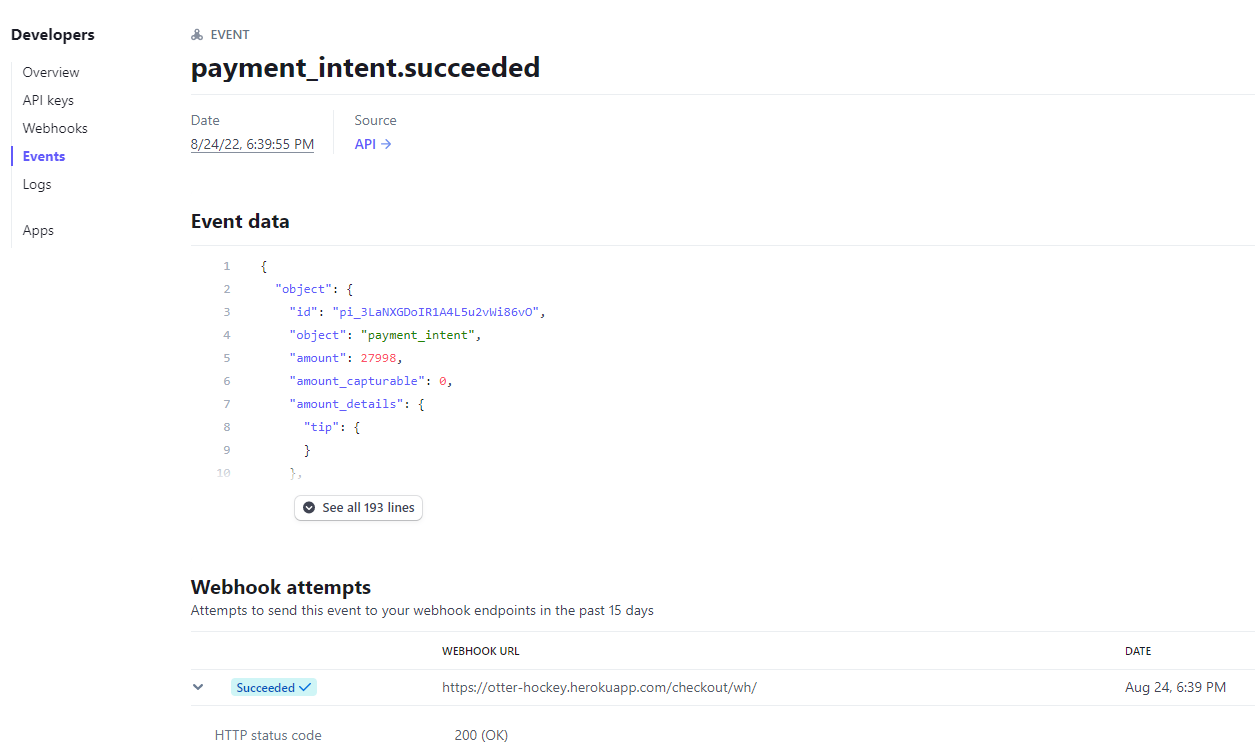 Developers
Overview
API keys
Webhooks
Events
Logs
Apps
EVENT
payment_intent.succeeded
Date
8/24/22, 6:39:55 PM
Source
API →
Event data
1 {
2 "object": {
3 "id": "pi_3LaNXGDoIR1A4L5u2vWi86vO",
4 "object": "payment_intent",
5 "amount": 27998,
6 "amount_capturable": 0,
7 "amount_details": {
8 "tip": {
9 }
10 },
See all 193 lines
Webhook attempts
Attempts to send this event to your webhook endpoints in the past 15 days
WEBHOOK URL DATE
Succeeded ✓ https://otter-hockey.herokuapp.com/checkout/wh/ Aug 24, 6:39 PM
HTTP status code 200 (OK)